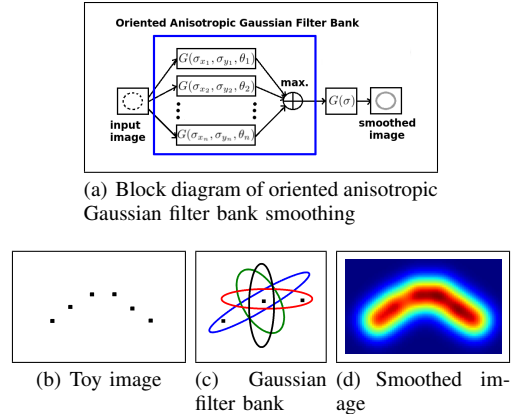 Oriented Anisotropic Gaussian Filter Bank
G(σx1, σy1, θ1)
G(σx2, σy2, θ2)
G(σxn, σyn, θn)
max.
G(σ)
input
image
smoothed
image
(a) Block diagram of oriented anisotropic
Gaussian filter bank smoothing
(b) Toy image
(c) Gaussian
filter bank
(d) Smoothed im-
age